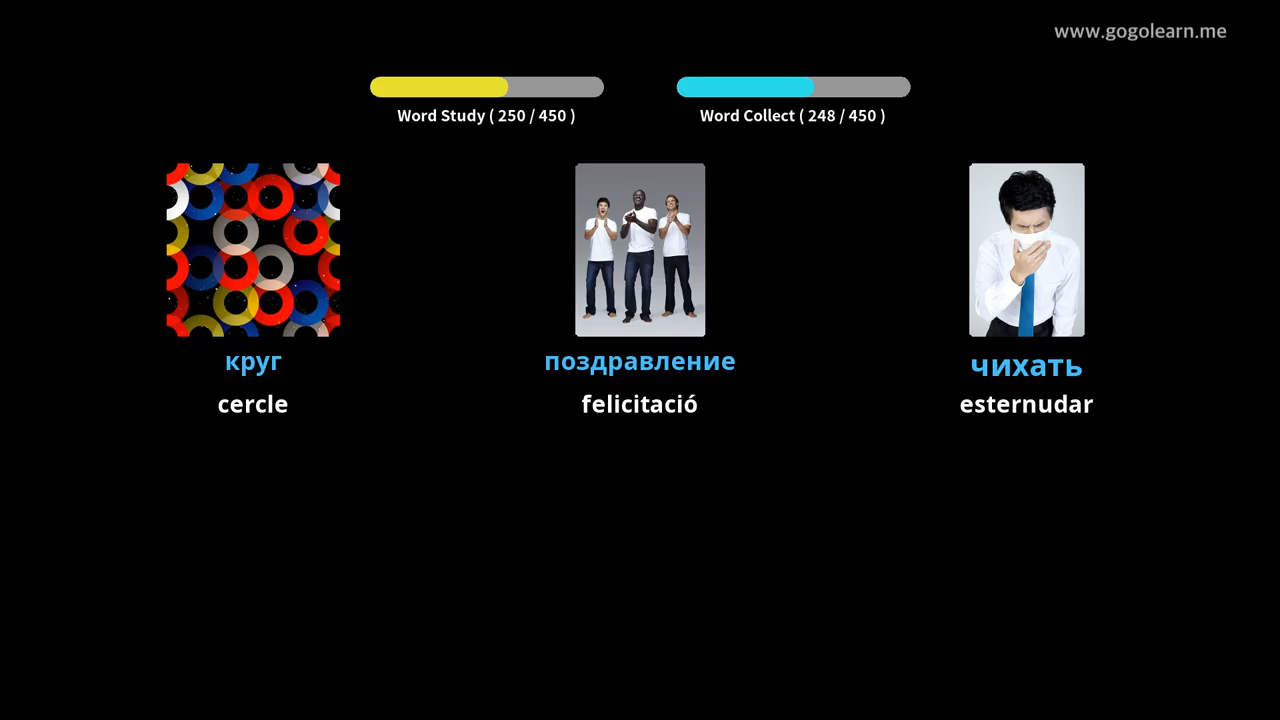 www.gogolearn.me
Word Study ( 250 / 450 )
Word Collect ( 248 / 450 )
круг
поздравление
чихать
cercle
felicitació
esternudar